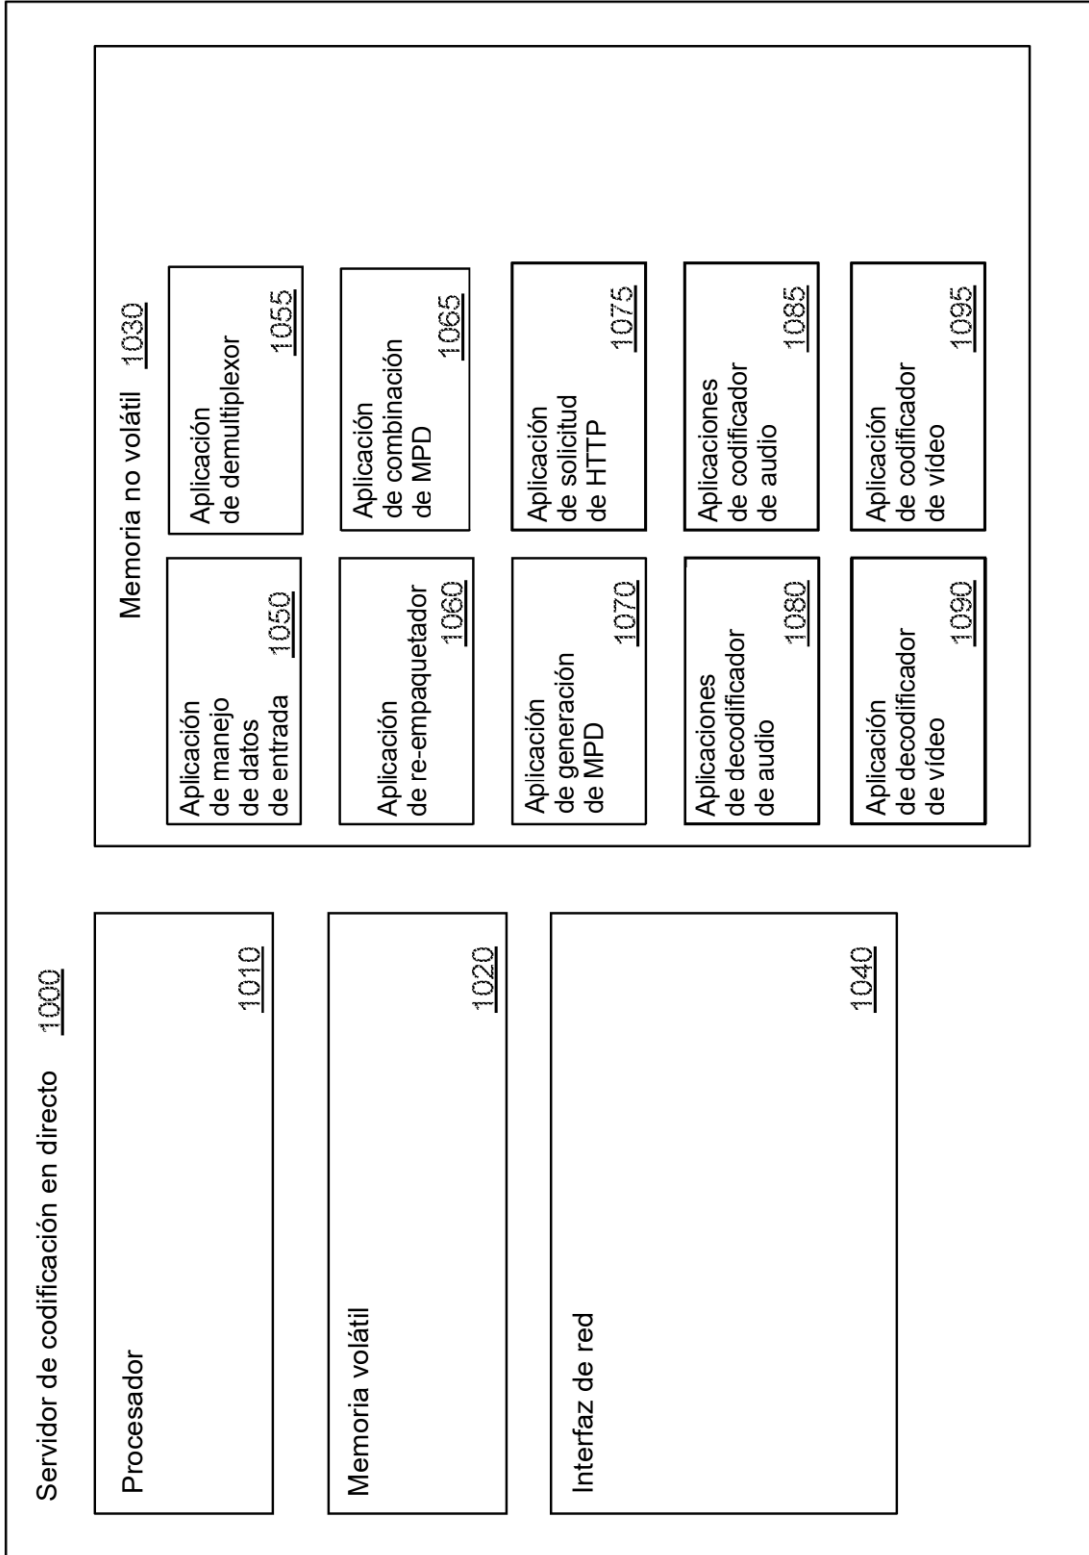 Servidor de codificación en directo 1000
Procesador
1010
Memoria volátil
1020
Interfaz de red
1040
Memoria no volátil 1030
Aplicación
de manejo
de datos
de entrada 1050
Aplicación
de demultiplexor
1055
Aplicación
de re-empaquetador
1060
Aplicación
de combinación
de MPD
1065
Aplicación
de generación
de MPD
1070
Aplicación
de solicitud
de HTTP
1075
Aplicaciones
de decodificador
de audio
1080
Aplicaciones
de codificador
de audio
1085
Aplicación
de decodificador
de vídeo
1090
Aplicación
de codificador
de vídeo
1095